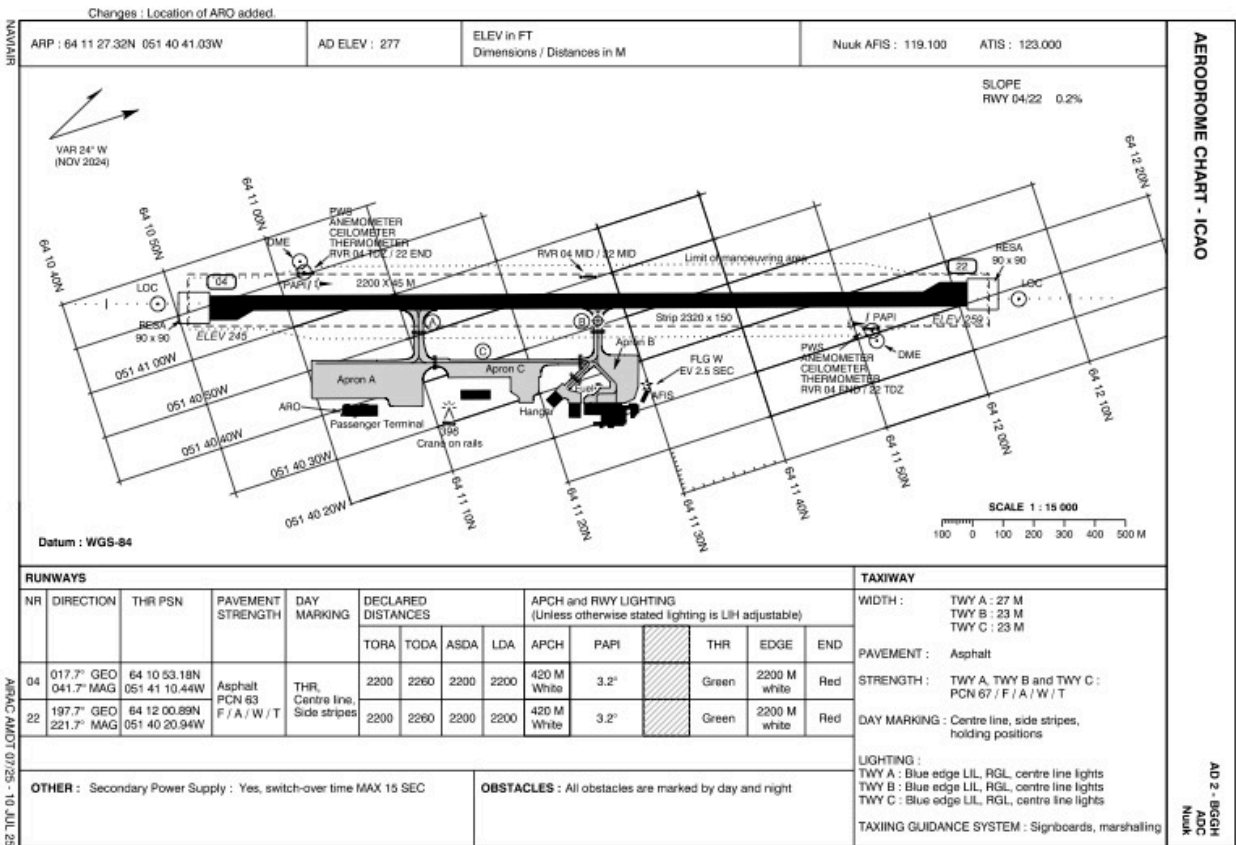 Changes : Location of ARO added.
NAVIAIR
ARP : 64 11 27.32N 051 40 41.03W
AD ELEV : 277
ELEV in FT
Dimensions / Distances in M
Nuuk AFIS : 119.100 ATIS : 123.000
AERODROME CHART - ICAO
SLOPE
RWY 04/22 0.2%
VAR 24° W
(NOV 2024)
64 10 40N
64 10 50N
64 11 00N
64 12 20N
DME
PWS
ANEMOMETER
CEILOMETER
THERMOMETER
RVR 04 TDZ / 22 END
RVR 04 MID / 22 MID
Limit of manoeuvring area
RESA
90 x 90
LOC
04
PAPI
2200 X 45 M
22
LOC
RESA
90 x 90
ELEV 245
A
B
Strip 2320 x 150
PAPI
ELEV 259
C
Apron B
FLG W
EV 2.5 SEC
PWS
ANEMOMETER
CEILOMETER
THERMOMETER
RVR 04 END / 22 TDZ
DME
051 41 00W
051 40 50W
051 40 40W
051 40 30W
051 40 20W
Apron A
Apron C
Fuel
AFIS
ARO
Passenger Terminal
Hangar
398
Crane on rails
64 11 10N
64 11 20N
64 11 30N
64 11 40N
64 11 50N
64 12 00N
64 12 10N
Datum : WGS-84
SCALE 1 : 15 000
100 0 100 200 300 400 500 M
RUNWAYS
NR DIRECTION THR PSN PAVEMENT STRENGTH DAY MARKING DECLARED DISTANCES APCH and RWY LIGHTING
(Unless otherwise stated lighting is LIH adjustable)
TORA TODA ASDA LDA APCH PAPI THR EDGE END
04 017.7° GEO 041.7° MAG 64 10 53.18N 051 41 10.44W Asphalt PCN 63 F / A / W / T THR, Centre line, Side stripes 2200 2260 2200 2200 420 M White 3.2° Green 2200 M white Red
22 197.7° GEO 221.7° MAG 64 12 00.89N 051 40 20.94W 2200 2260 2200 2200 420 M White 3.2° Green 2200 M white Red
OTHER : Secondary Power Supply : Yes, switch-over time MAX 15 SEC
OBSTACLES : All obstacles are marked by day and night
TAXIWAY
WIDTH : TWY A : 27 M
TWY B : 23 M
TWY C : 23 M
PAVEMENT : Asphalt
STRENGTH : TWY A, TWY B and TWY C :
PCN 67 / F / A / W / T
DAY MARKING : Centre line, side stripes,
holding positions
LIGHTING :
TWY A : Blue edge LIL, RGL, centre line lights
TWY B : Blue edge LIL, RGL, centre line lights
TWY C : Blue edge LIL, RGL, centre line lights
TAXIING GUIDANCE SYSTEM : Signboards, marshalling
AIRAC AMDT 07/25 - 10 JUL 25
AD 2 - BGGH
ADC
Nuuk